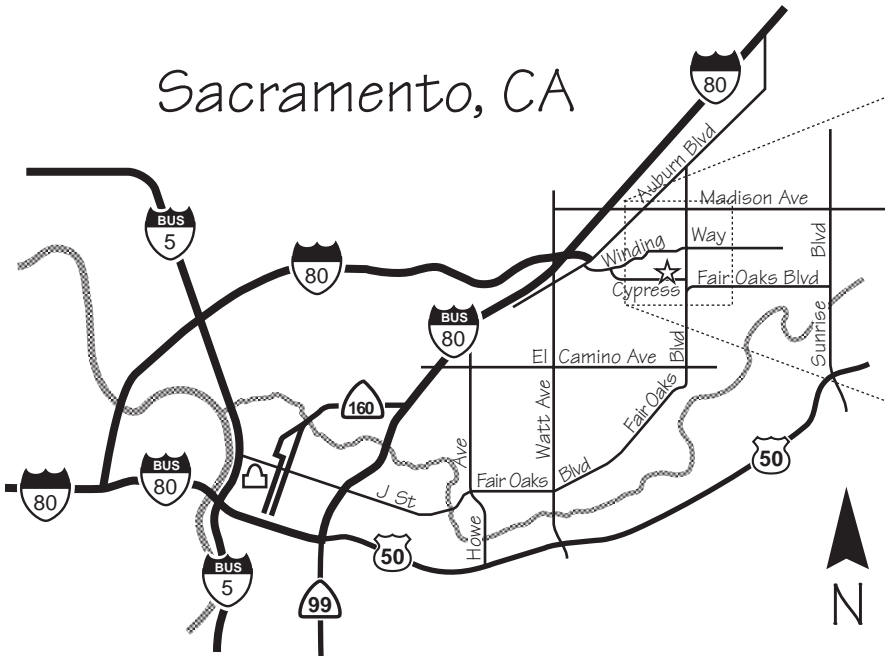 Sacramento, CA
80
Auburn Blvd
Madison Ave
BUS
5
80
Winding Way
Blvd
Cypress
Fair Oaks Blvd
Sunrise
BUS
80
El Camino Ave
Blvd
Fair Oaks
160
Watt Ave
Ave
Fair Oaks Blvd
50
80
BUS
80
J St
Howe
50
BUS
5
99
N